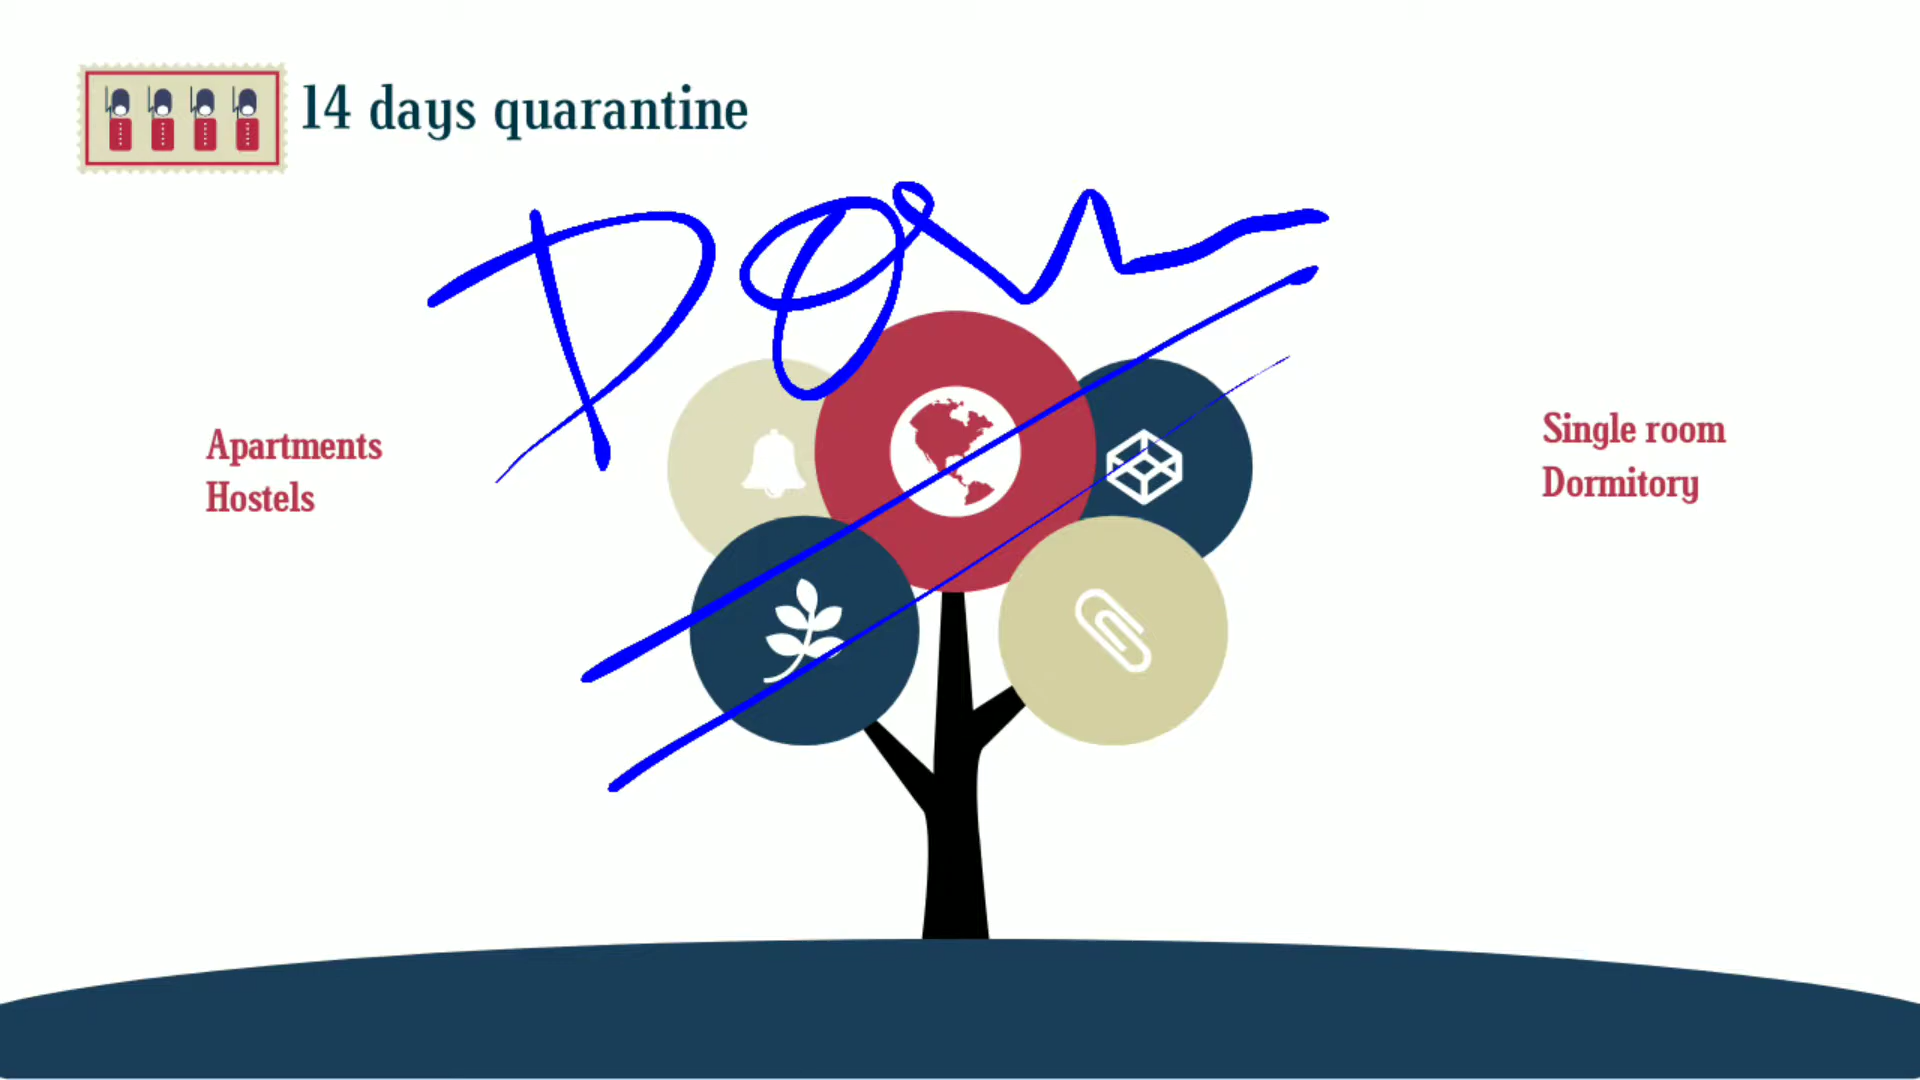 14 days quarantine
Apartments
Hostels
Single room
Dormitory